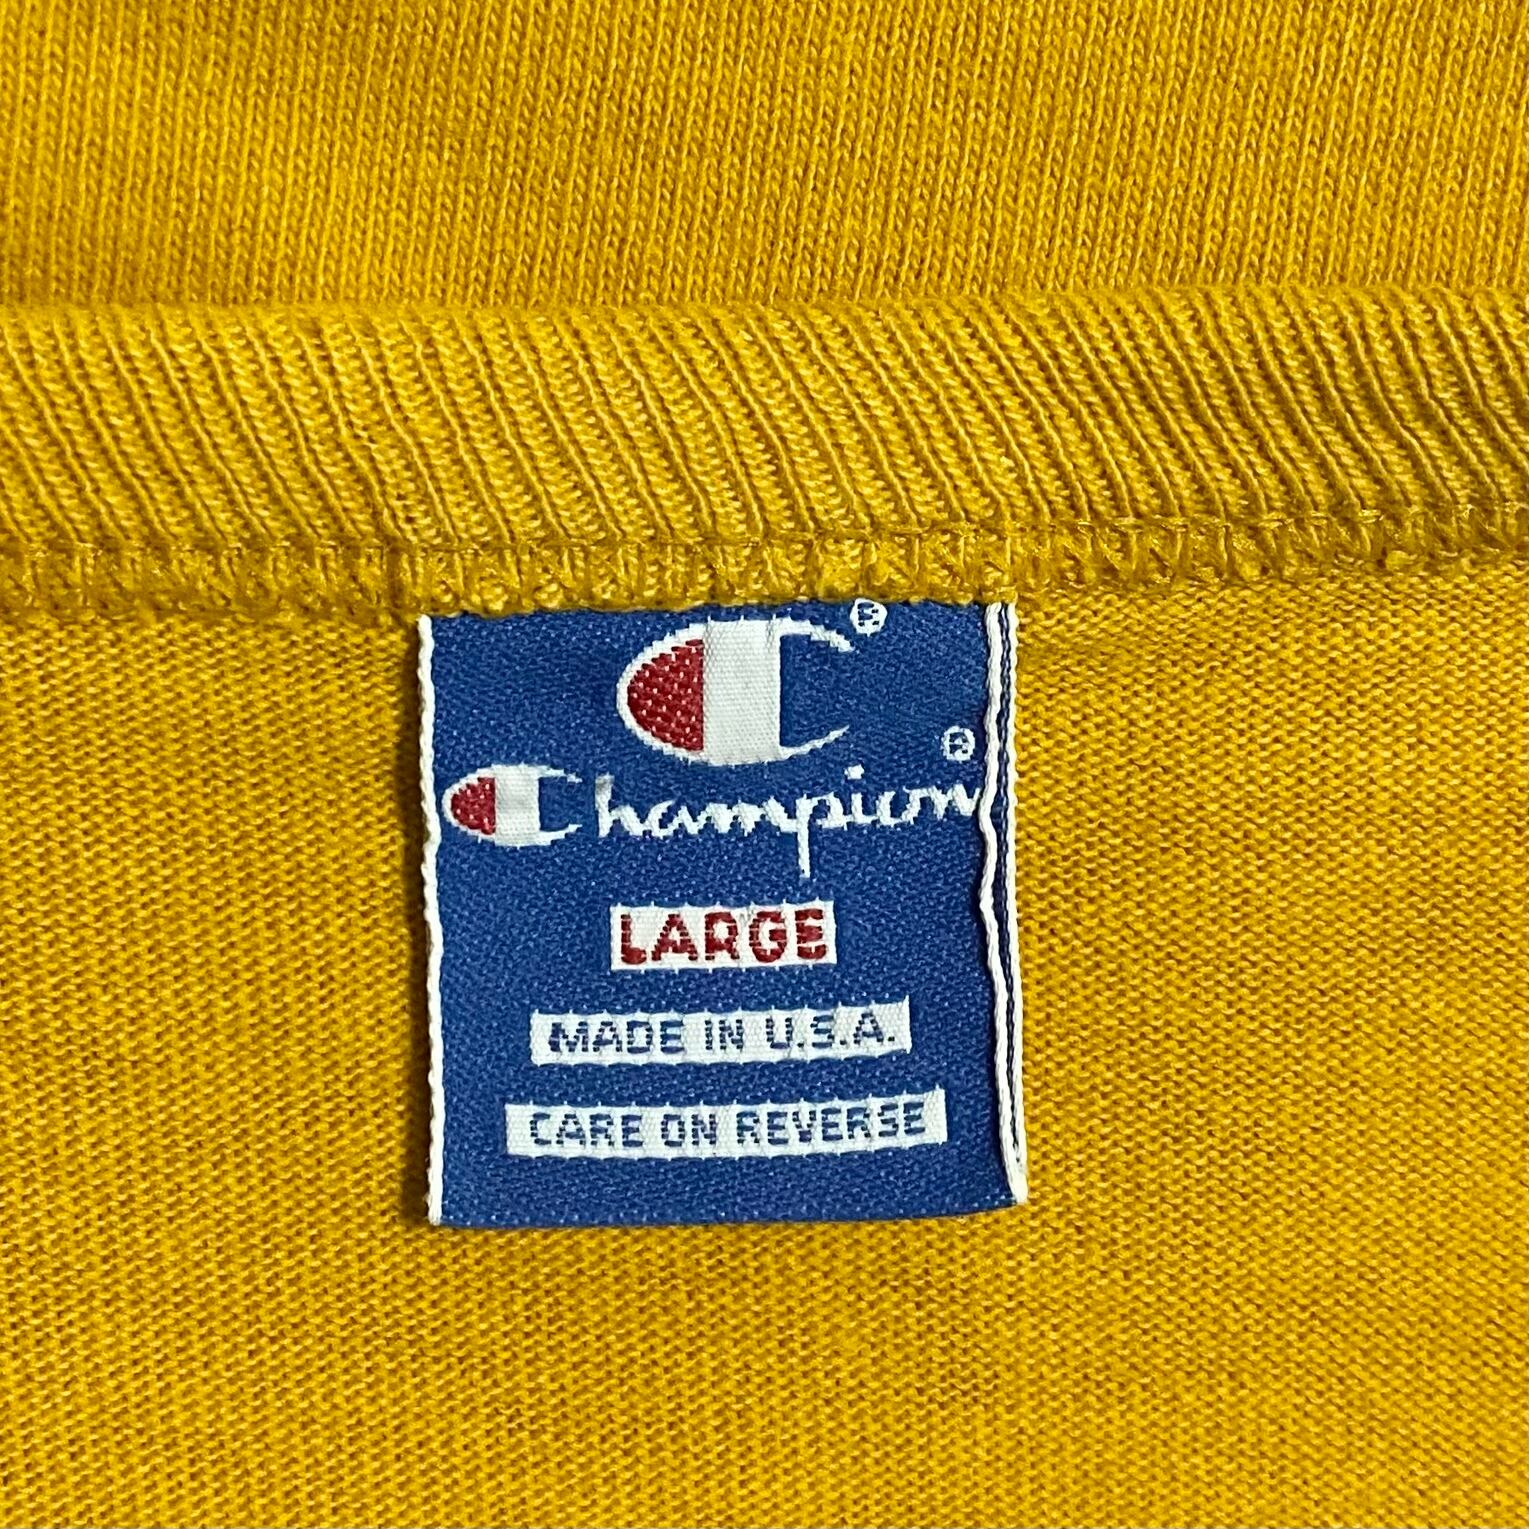 ®
Champion®
LARGE
MADE IN U.S.A.
CARE ON REVERSE